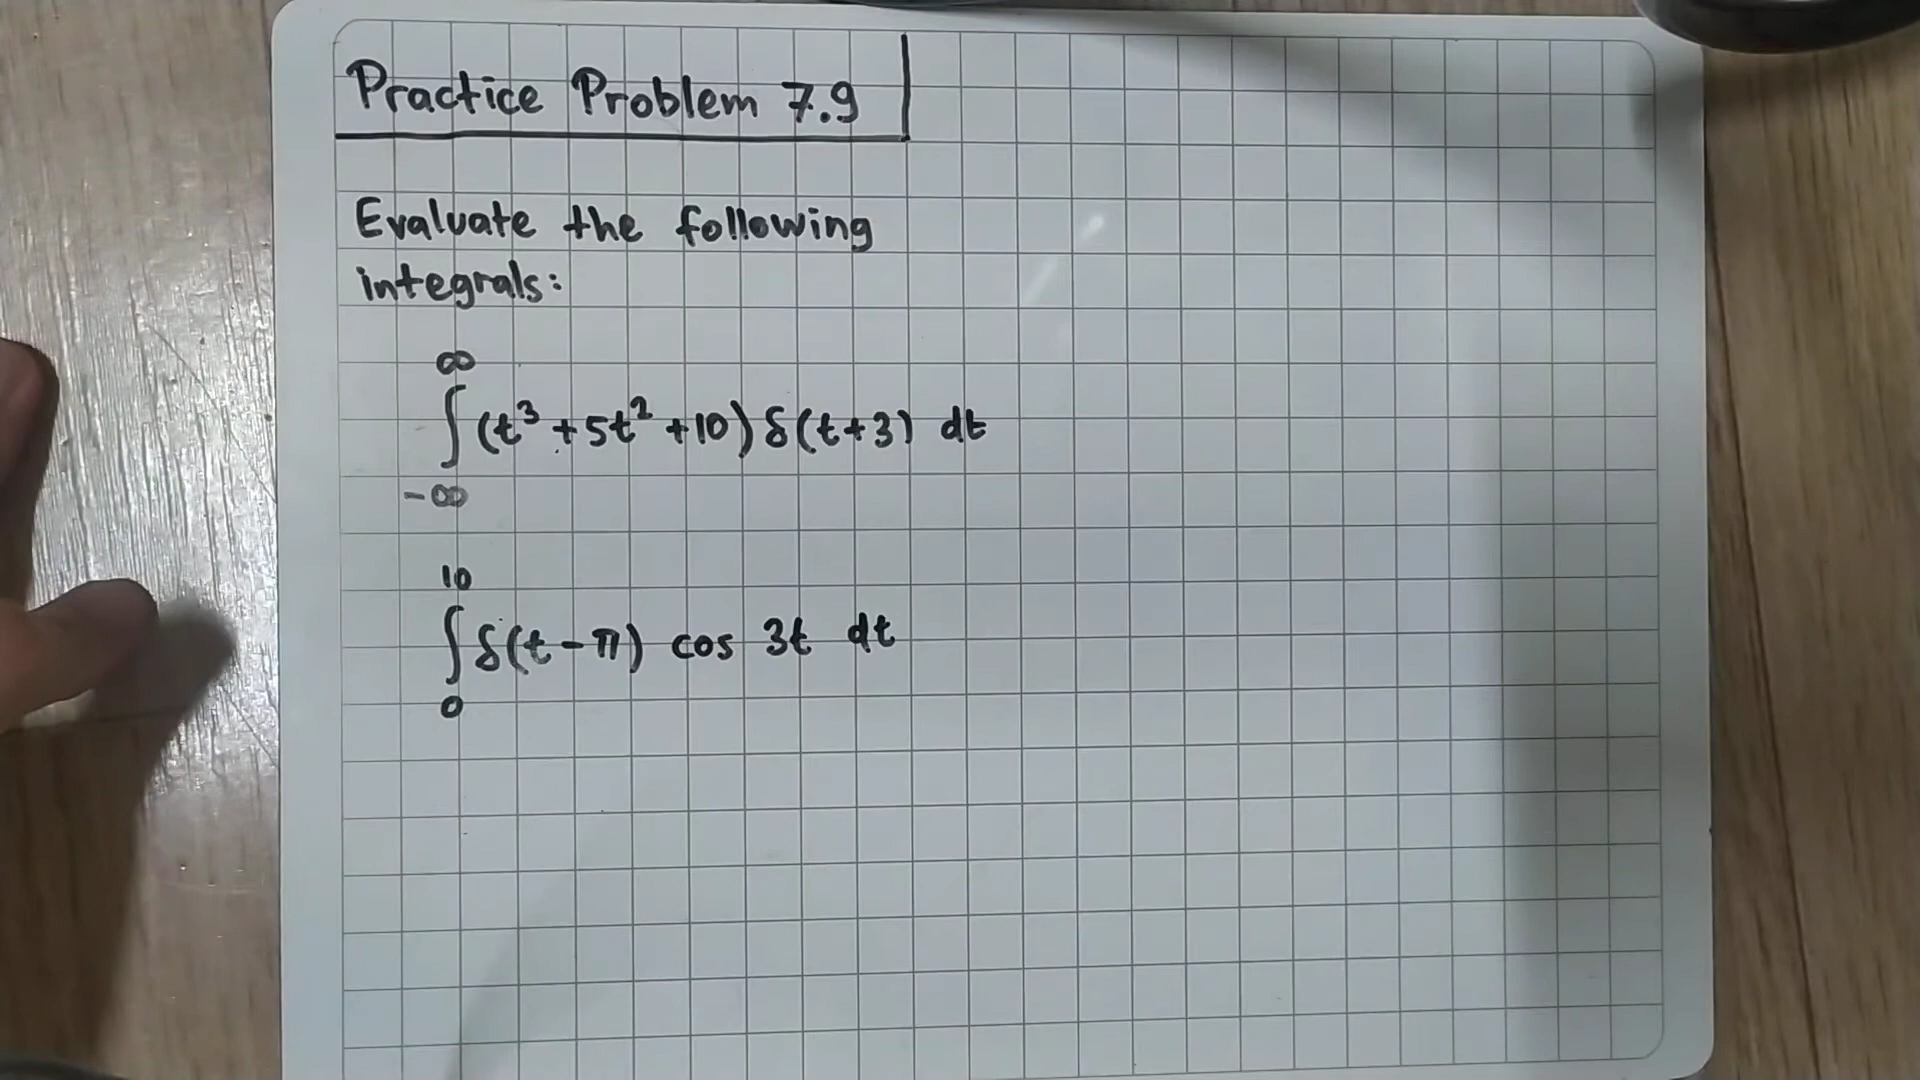 Practice Problem 7.9
Evaluate the following
integrals:
∞
∫(t³ + 5t² + 10) δ(t+3) dt
-∞
10
∫ δ(t - π) cos 3t dt
0